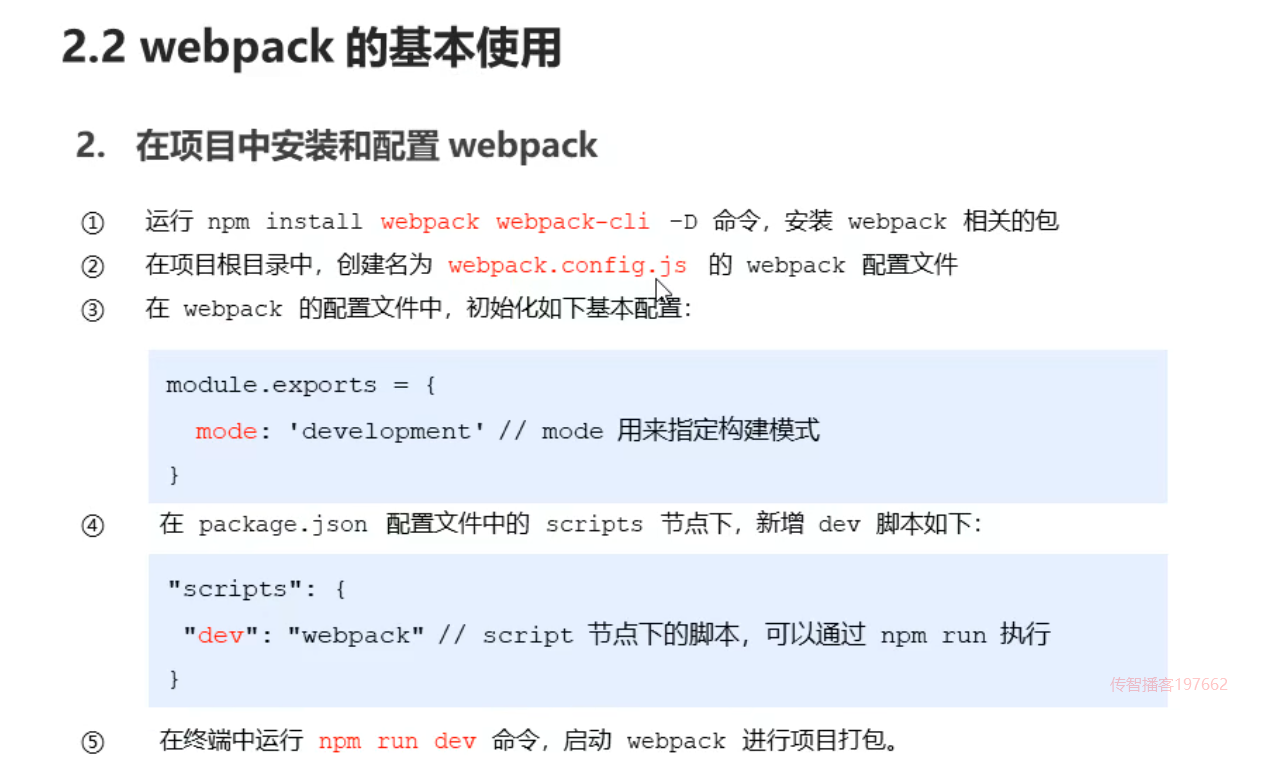 2.2 webpack 的基本使用
2. 在项目中安装和配置 webpack
① 运行 npm install webpack webpack-cli -D 命令，安装 webpack 相关的包
② 在项目根目录中，创建名为 webpack.config.js 的 webpack 配置文件
③ 在 webpack 的配置文件中，初始化如下基本配置：
module.exports = {
mode: 'development' // mode 用来指定构建模式
}
④ 在 package.json 配置文件中的 scripts 节点下，新增 dev 脚本如下：
"scripts": {
"dev": "webpack" // script 节点下的脚本，可以通过 npm run 执行
}
传智播客197662
⑤ 在终端中运行 npm run dev 命令，启动 webpack 进行项目打包。